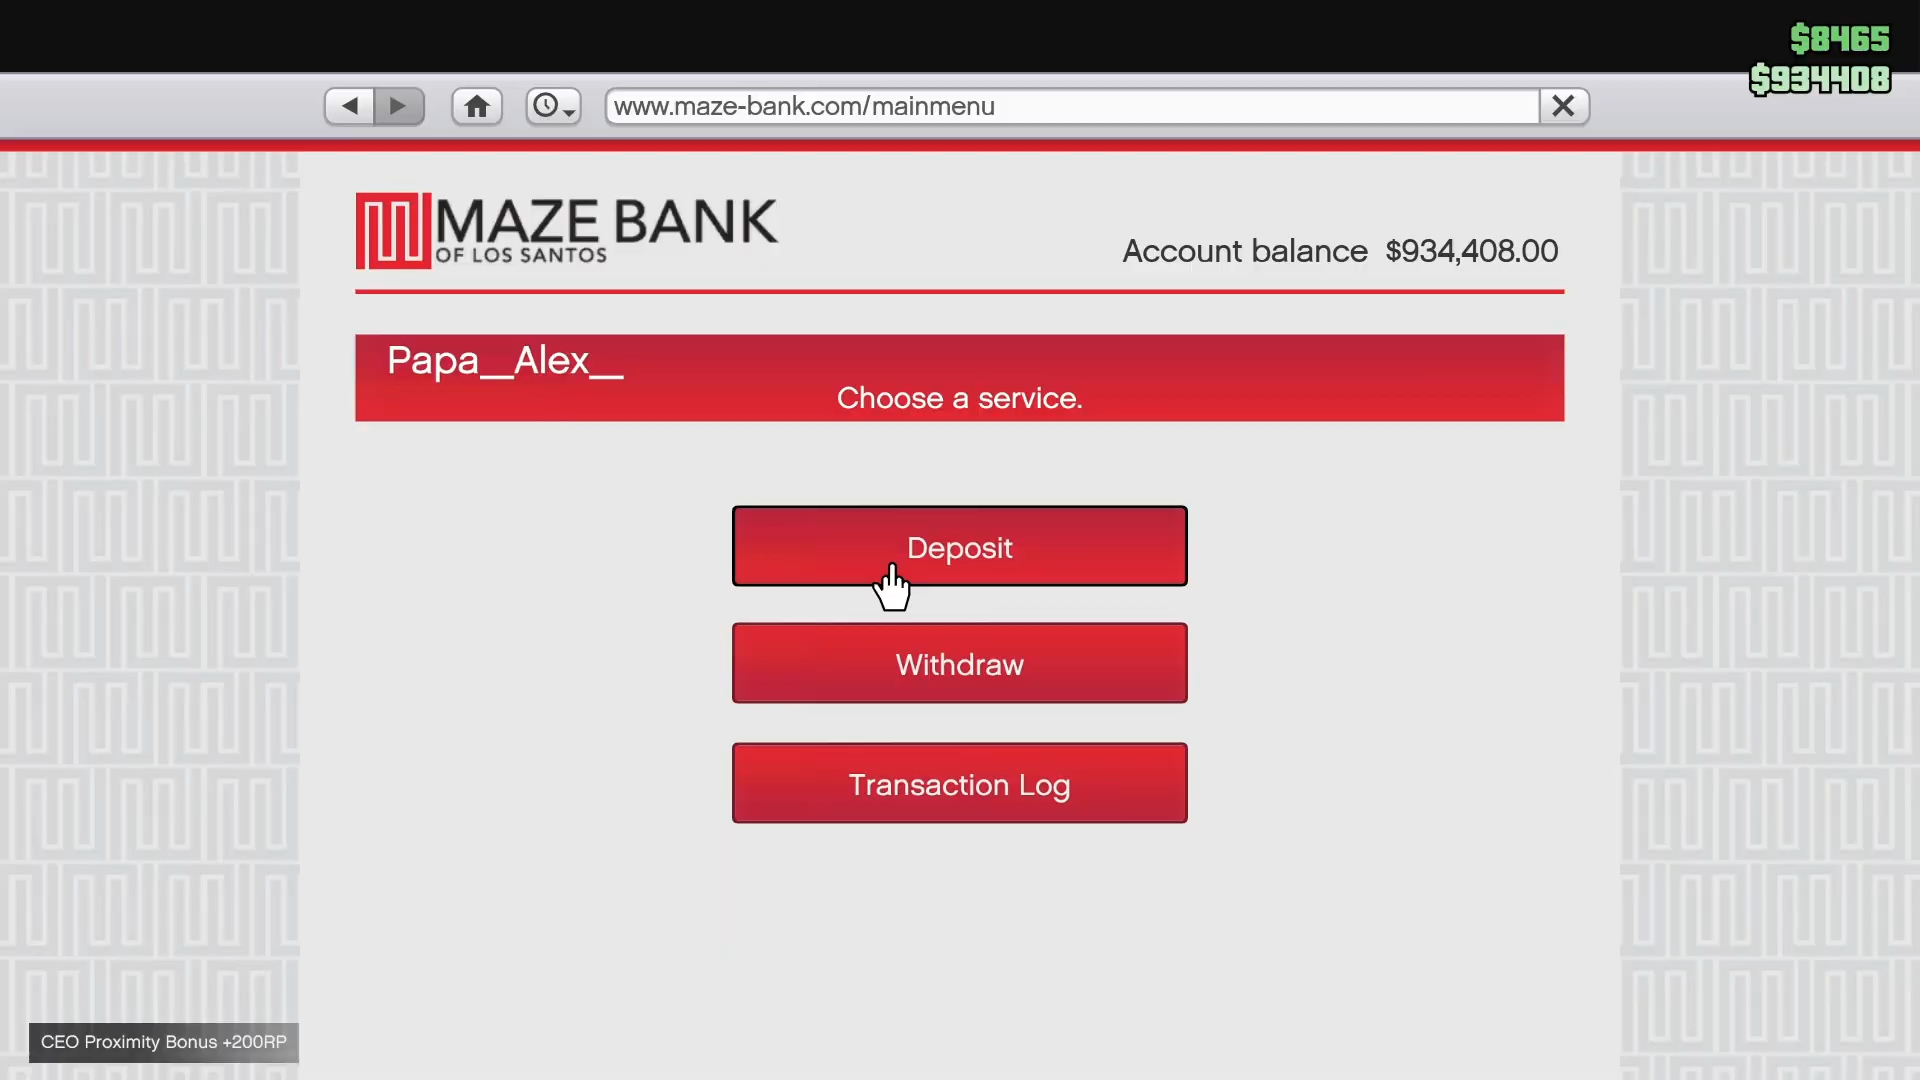 $8465
$934408
www.maze-bank.com/mainmenu
MAZE BANK
OF LOS SANTOS
Account balance $934,408.00
Papa__Alex__
Choose a service.
Deposit
Withdraw
Transaction Log
CEO Proximity Bonus +200RP